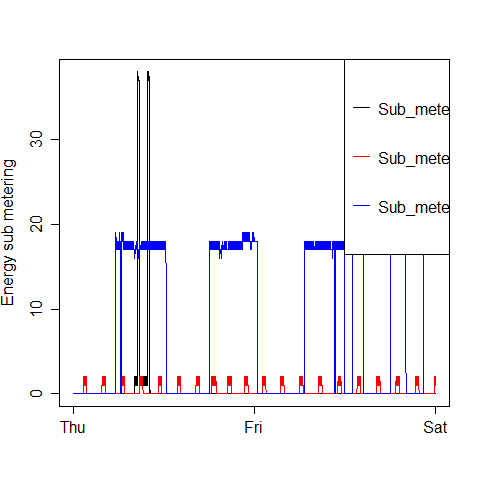 Energy sub metering
30
20
10
0
Sub_mete
Sub_mete
Sub_mete
Thu Fri Sat